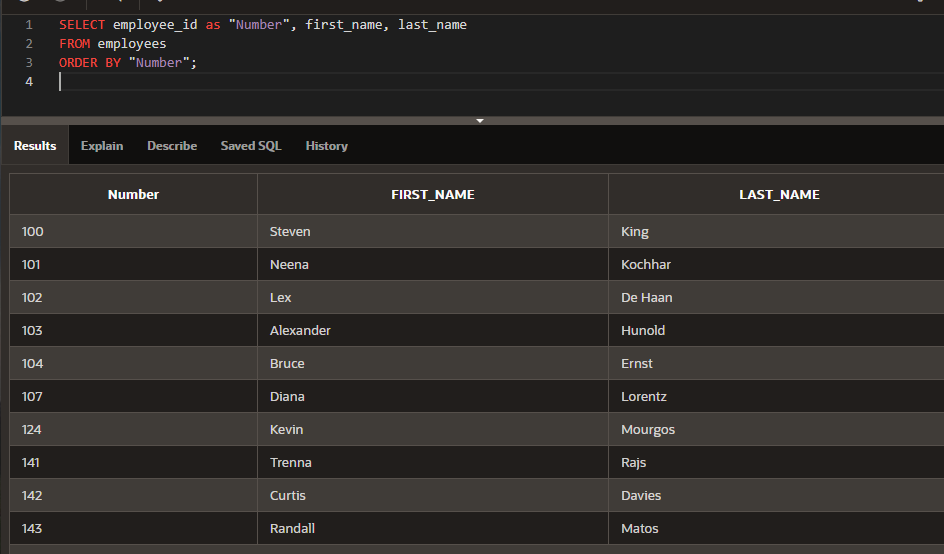 1 SELECT employee_id as "Number", first_name, last_name
2 FROM employees
3 ORDER BY "Number";
4
Results Explain Describe Saved SQL History
Number FIRST_NAME LAST_NAME
100 Steven King
101 Neena Kochhar
102 Lex De Haan
103 Alexander Hunold
104 Bruce Ernst
107 Diana Lorentz
124 Kevin Mourgos
141 Trenna Rajs
142 Curtis Davies
143 Randall Matos